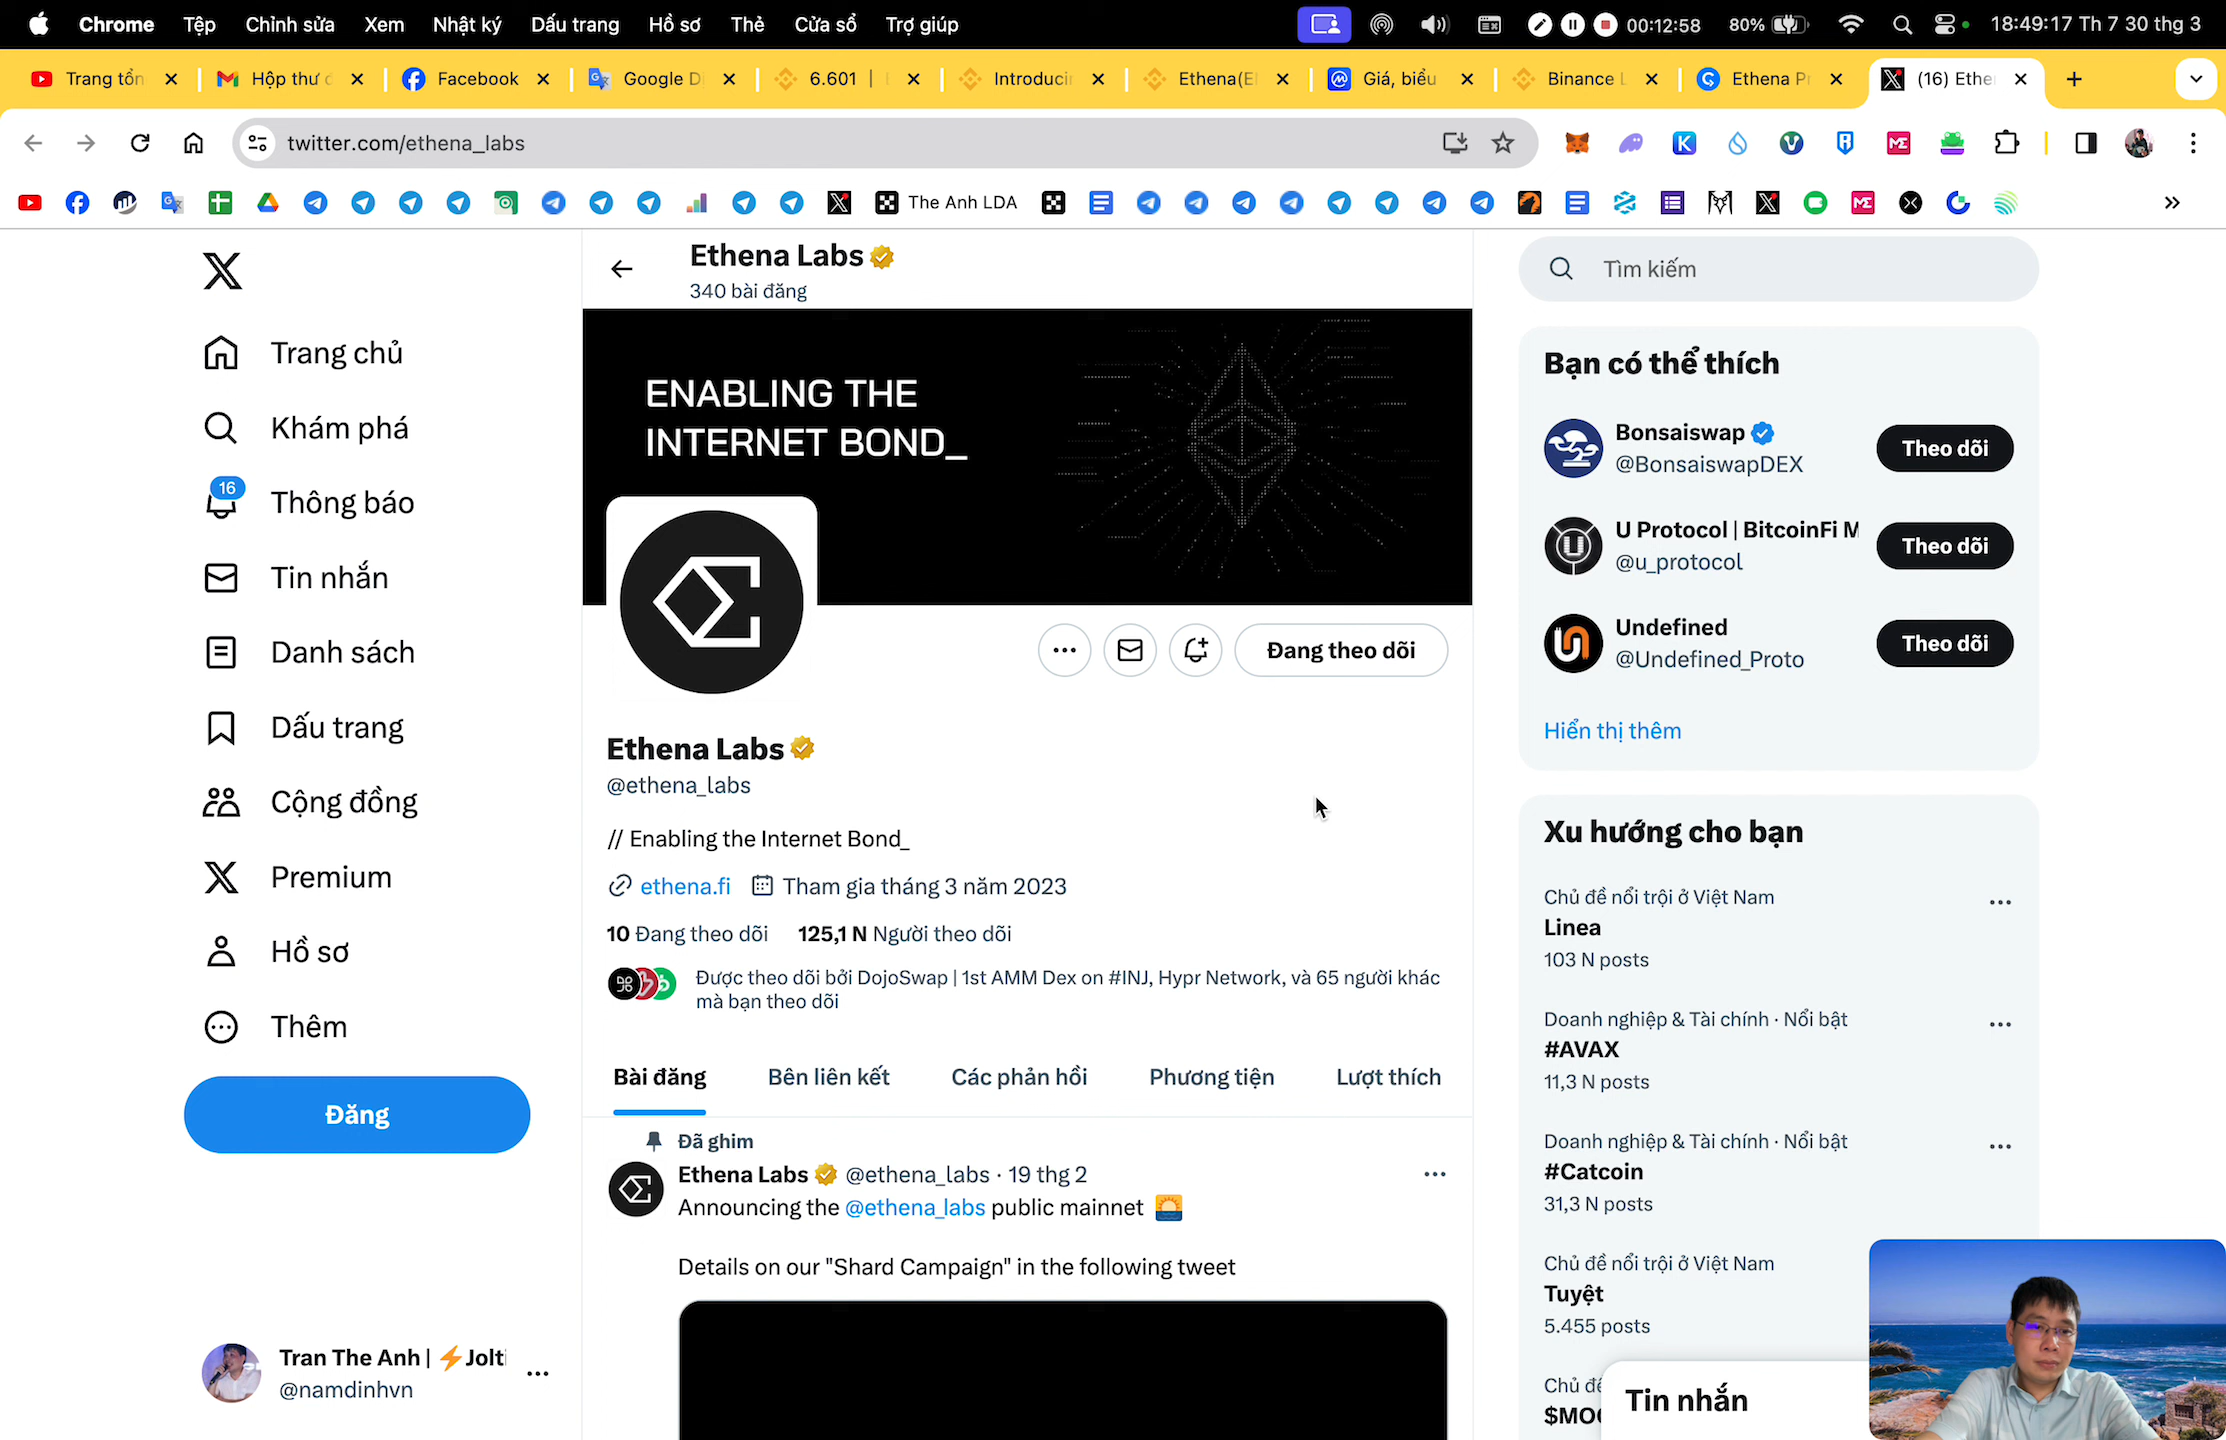 Chrome Tệp Chỉnh sửa Xem Nhật ký Dấu trang Hồ sơ Thẻ Cửa sổ Trợ giúp 00:12:58 80% 18:49:17 Th 7 30 thg 3
Trang tổn Hộp thư Facebook Google D 6.601 | Introducin Ethena(E Giá, biểu Binance L Ethena P (16) Ethe
twitter.com/ethena_labs
The Anh LDA
Ethena Labs
340 bài đăng
Tìm kiếm
Trang chủ
Khám phá
16
Thông báo
Tin nhắn
Danh sách
Dấu trang
Cộng đồng
Premium
Hồ sơ
Thêm
Đăng
Tran The Anh | ⚡Jolt
@namdinhvn
ENABLING THE
INTERNET BOND_
Đang theo dõi
Ethena Labs
@ethena_labs
// Enabling the Internet Bond_
ethena.fi Tham gia tháng 3 năm 2023
10 Đang theo dõi 125,1 N Người theo dõi
Được theo dõi bởi DojoSwap | 1st AMM Dex on #INJ, Hypr Network, và 65 người khác
mà bạn theo dõi
Bài đăng Bên liên kết Các phản hồi Phương tiện Lượt thích
Đã ghim
Ethena Labs @ethena_labs · 19 thg 2
Announcing the @ethena_labs public mainnet 🌅
Details on our "Shard Campaign" in the following tweet
Bạn có thể thích
Bonsaiswap
@BonsaiswapDEX
Theo dõi
U Protocol | BitcoinFi M
@u_protocol
Theo dõi
Undefined
@Undefined_Proto
Theo dõi
Hiển thị thêm
Xu hướng cho bạn
Chủ đề nổi trội ở Việt Nam
Linea
103 N posts
Doanh nghiệp & Tài chính · Nổi bật
#AVAX
11,3 N posts
Doanh nghiệp & Tài chính · Nổi bật
#Catcoin
31,3 N posts
Chủ đề nổi trội ở Việt Nam
Tuyệt
5.455 posts
Chủ đề
Tin nhắn